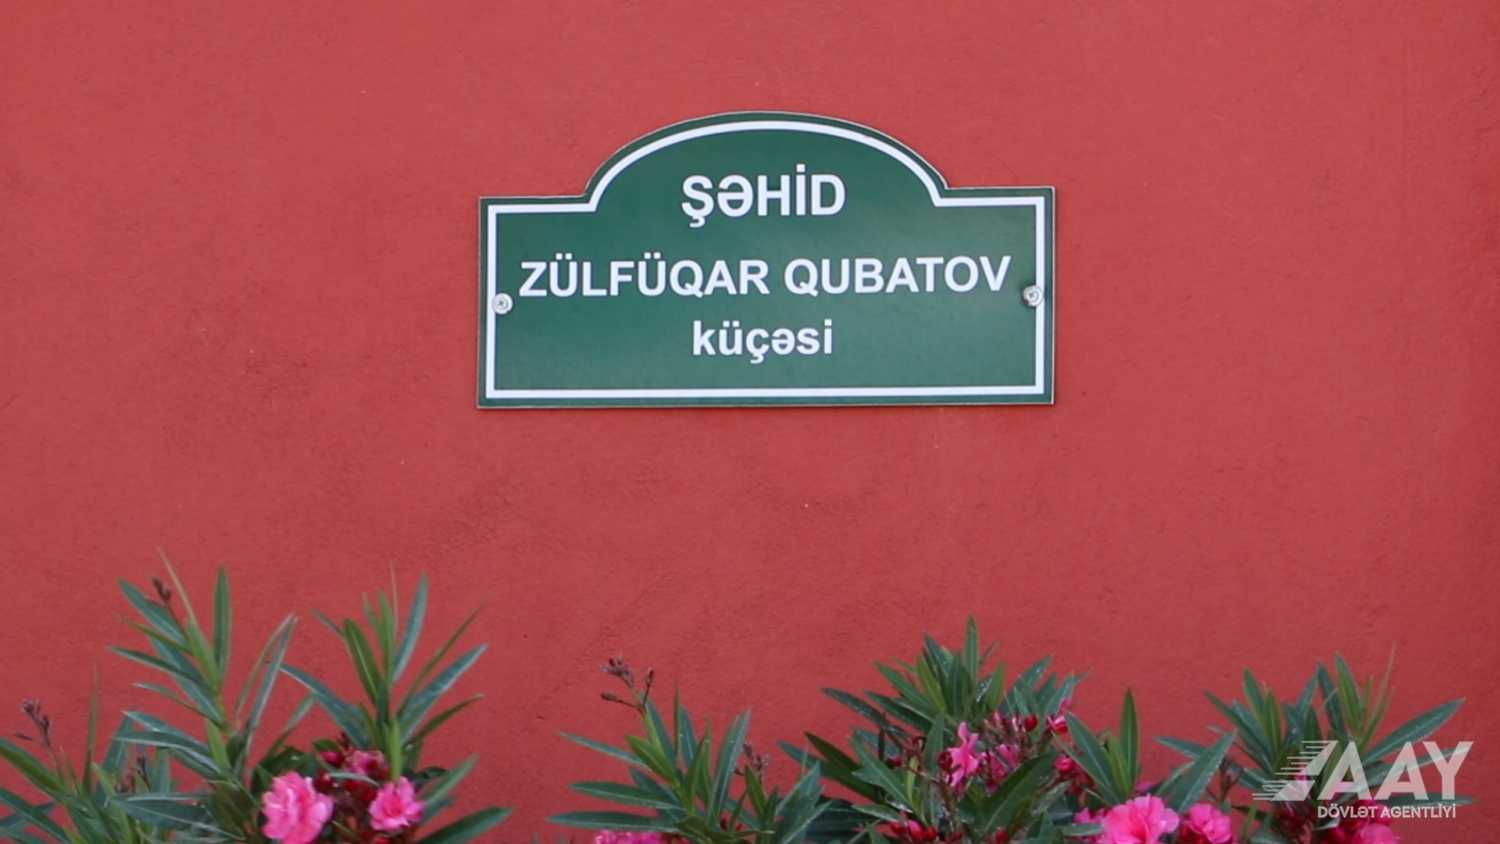 ŞƏHİD
ZÜLFÜQAR QUBATOV
küçəsi
AAY
DÖVLƏT AGENTLİYİ